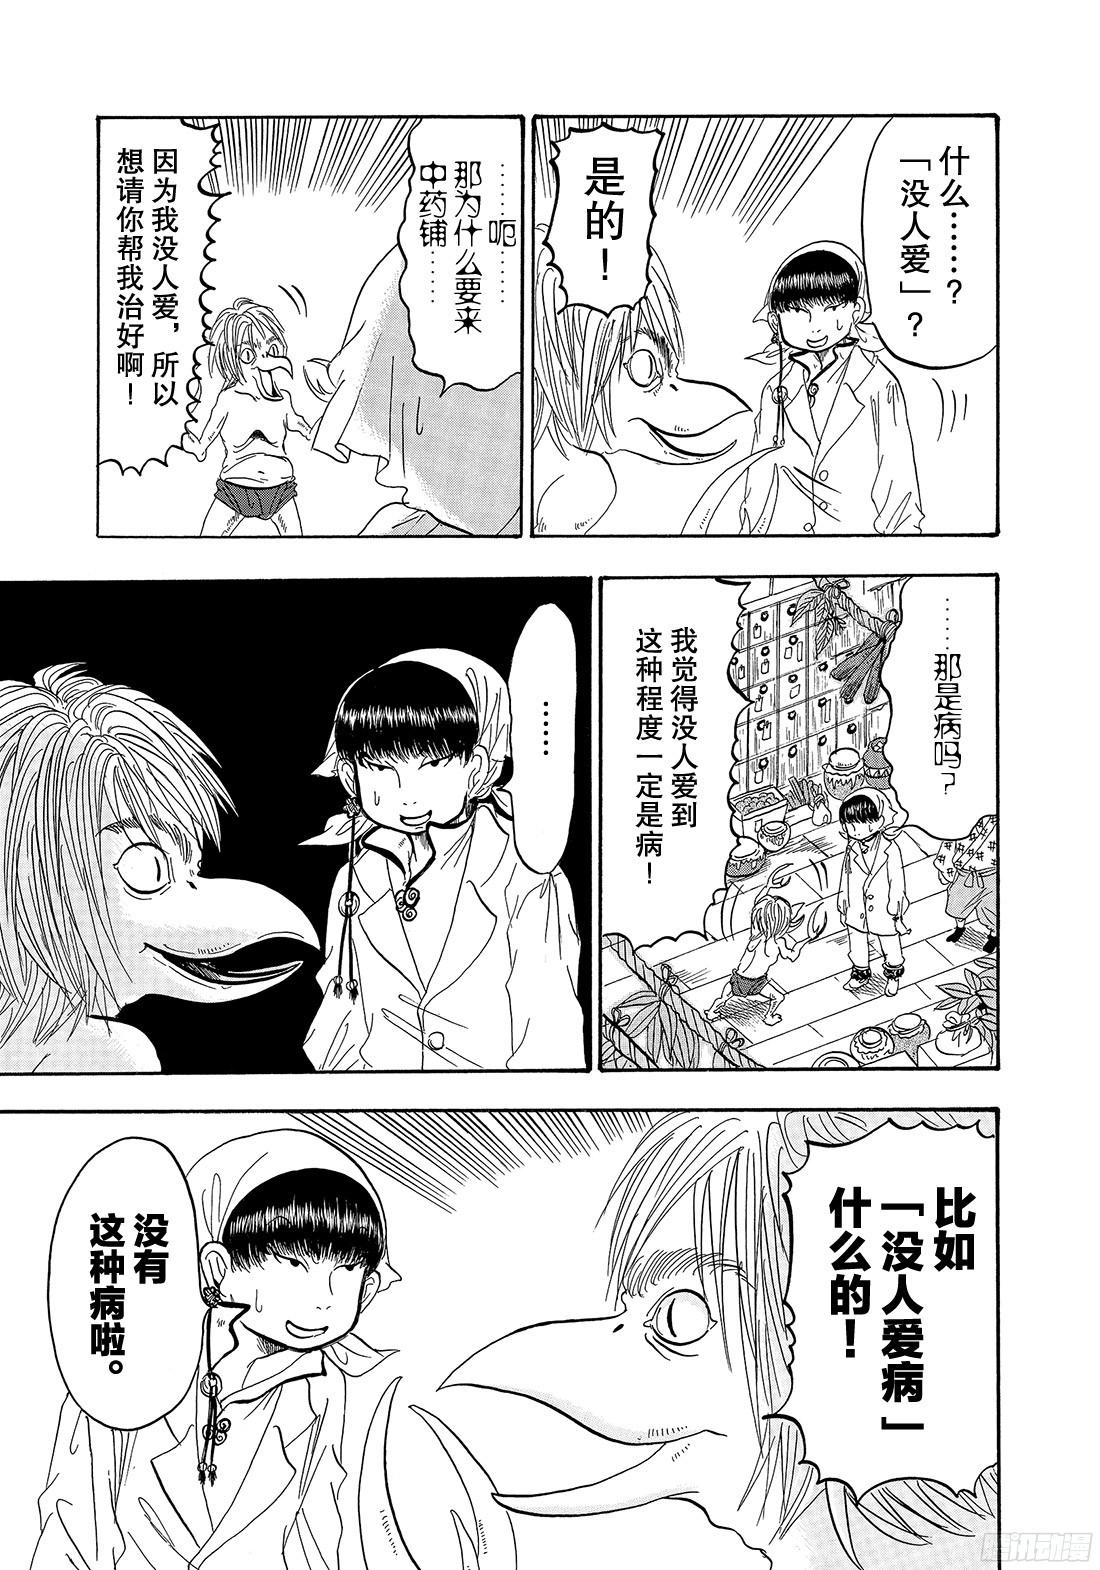 什么……？
「没人爱」？
是的！
……呃……
那为什么要来
中药铺……
因为我没人爱，所以
想请你帮我治好啊！
……那是病吗？
我觉得没人爱到
这种程度一定是病！
……
比如
「没人爱病」
什么的！
没有
这种病啦。
腾讯动漫